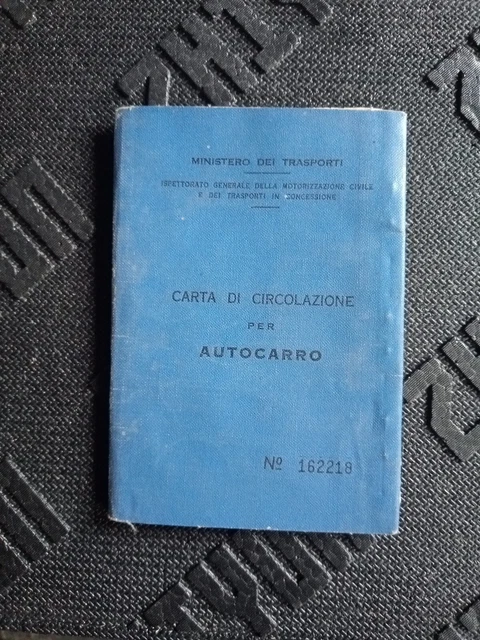 MINISTERO DEI TRASPORTI
ISPETTORATO GENERALE DELLA MOTORIZZAZIONE CIVILE
E DEI TRASPORTI IN CONCESSIONE
CARTA DI CIRCOLAZIONE
PER
AUTOCARRO
Nº 162218